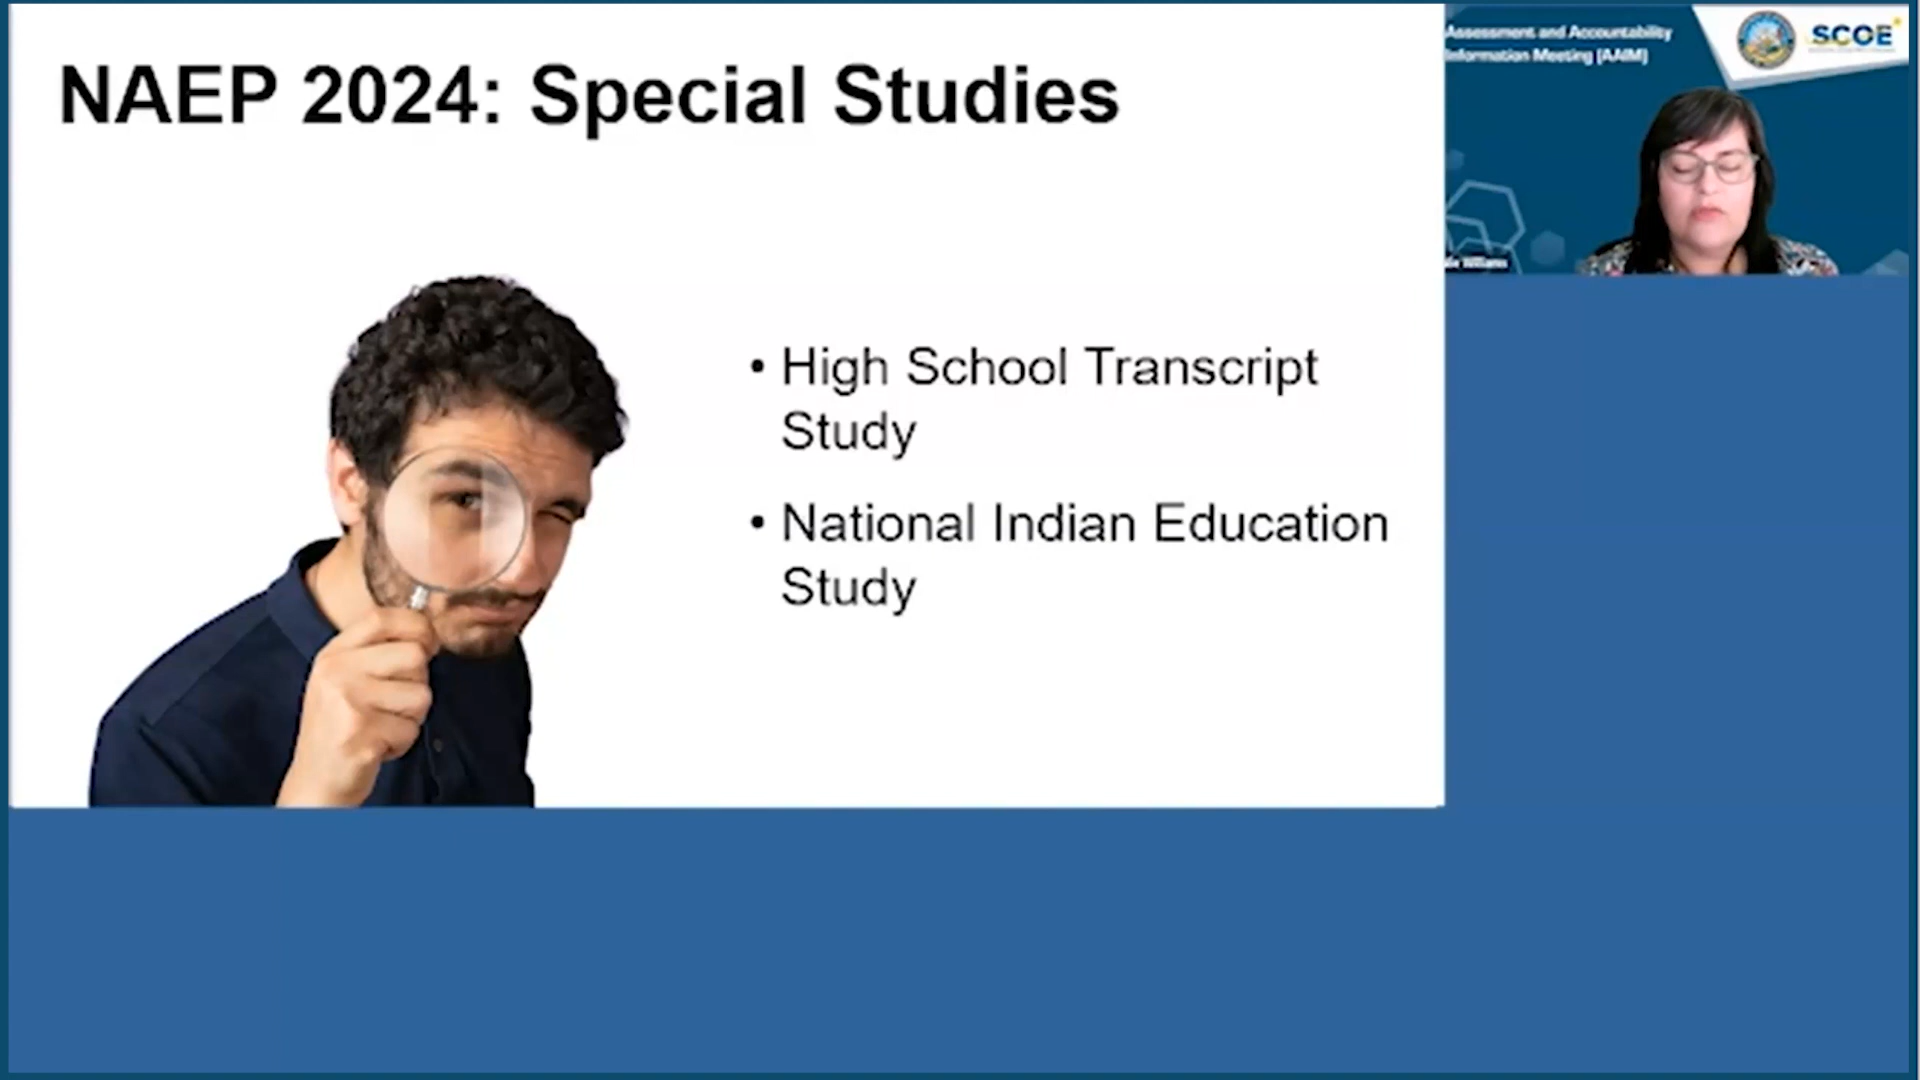 NAEP 2024: Special Studies
• High School Transcript
Study
• National Indian Education
Study
Assessment and Accountability
Information Meeting (AAIM)
SCOE
Williams